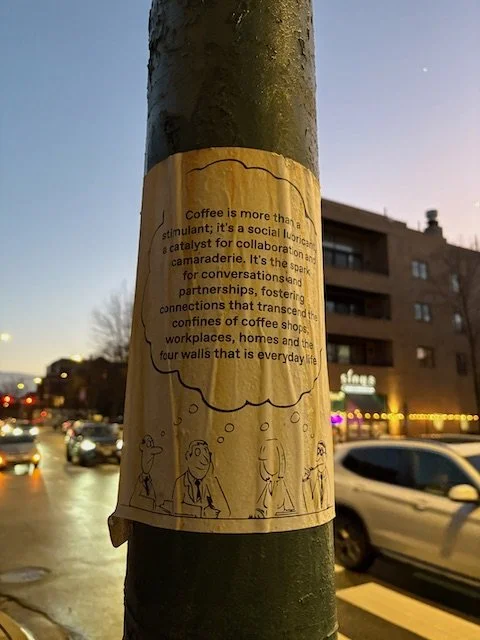 Coffee is more than a
stimulant; it's a social lubricant
a catalyst for collaboration and
camaraderie. It's the spark
for conversations and
partnerships, fostering
connections that transcend the
confines of coffee shops,
workplaces, homes and the
four walls that is everyday life